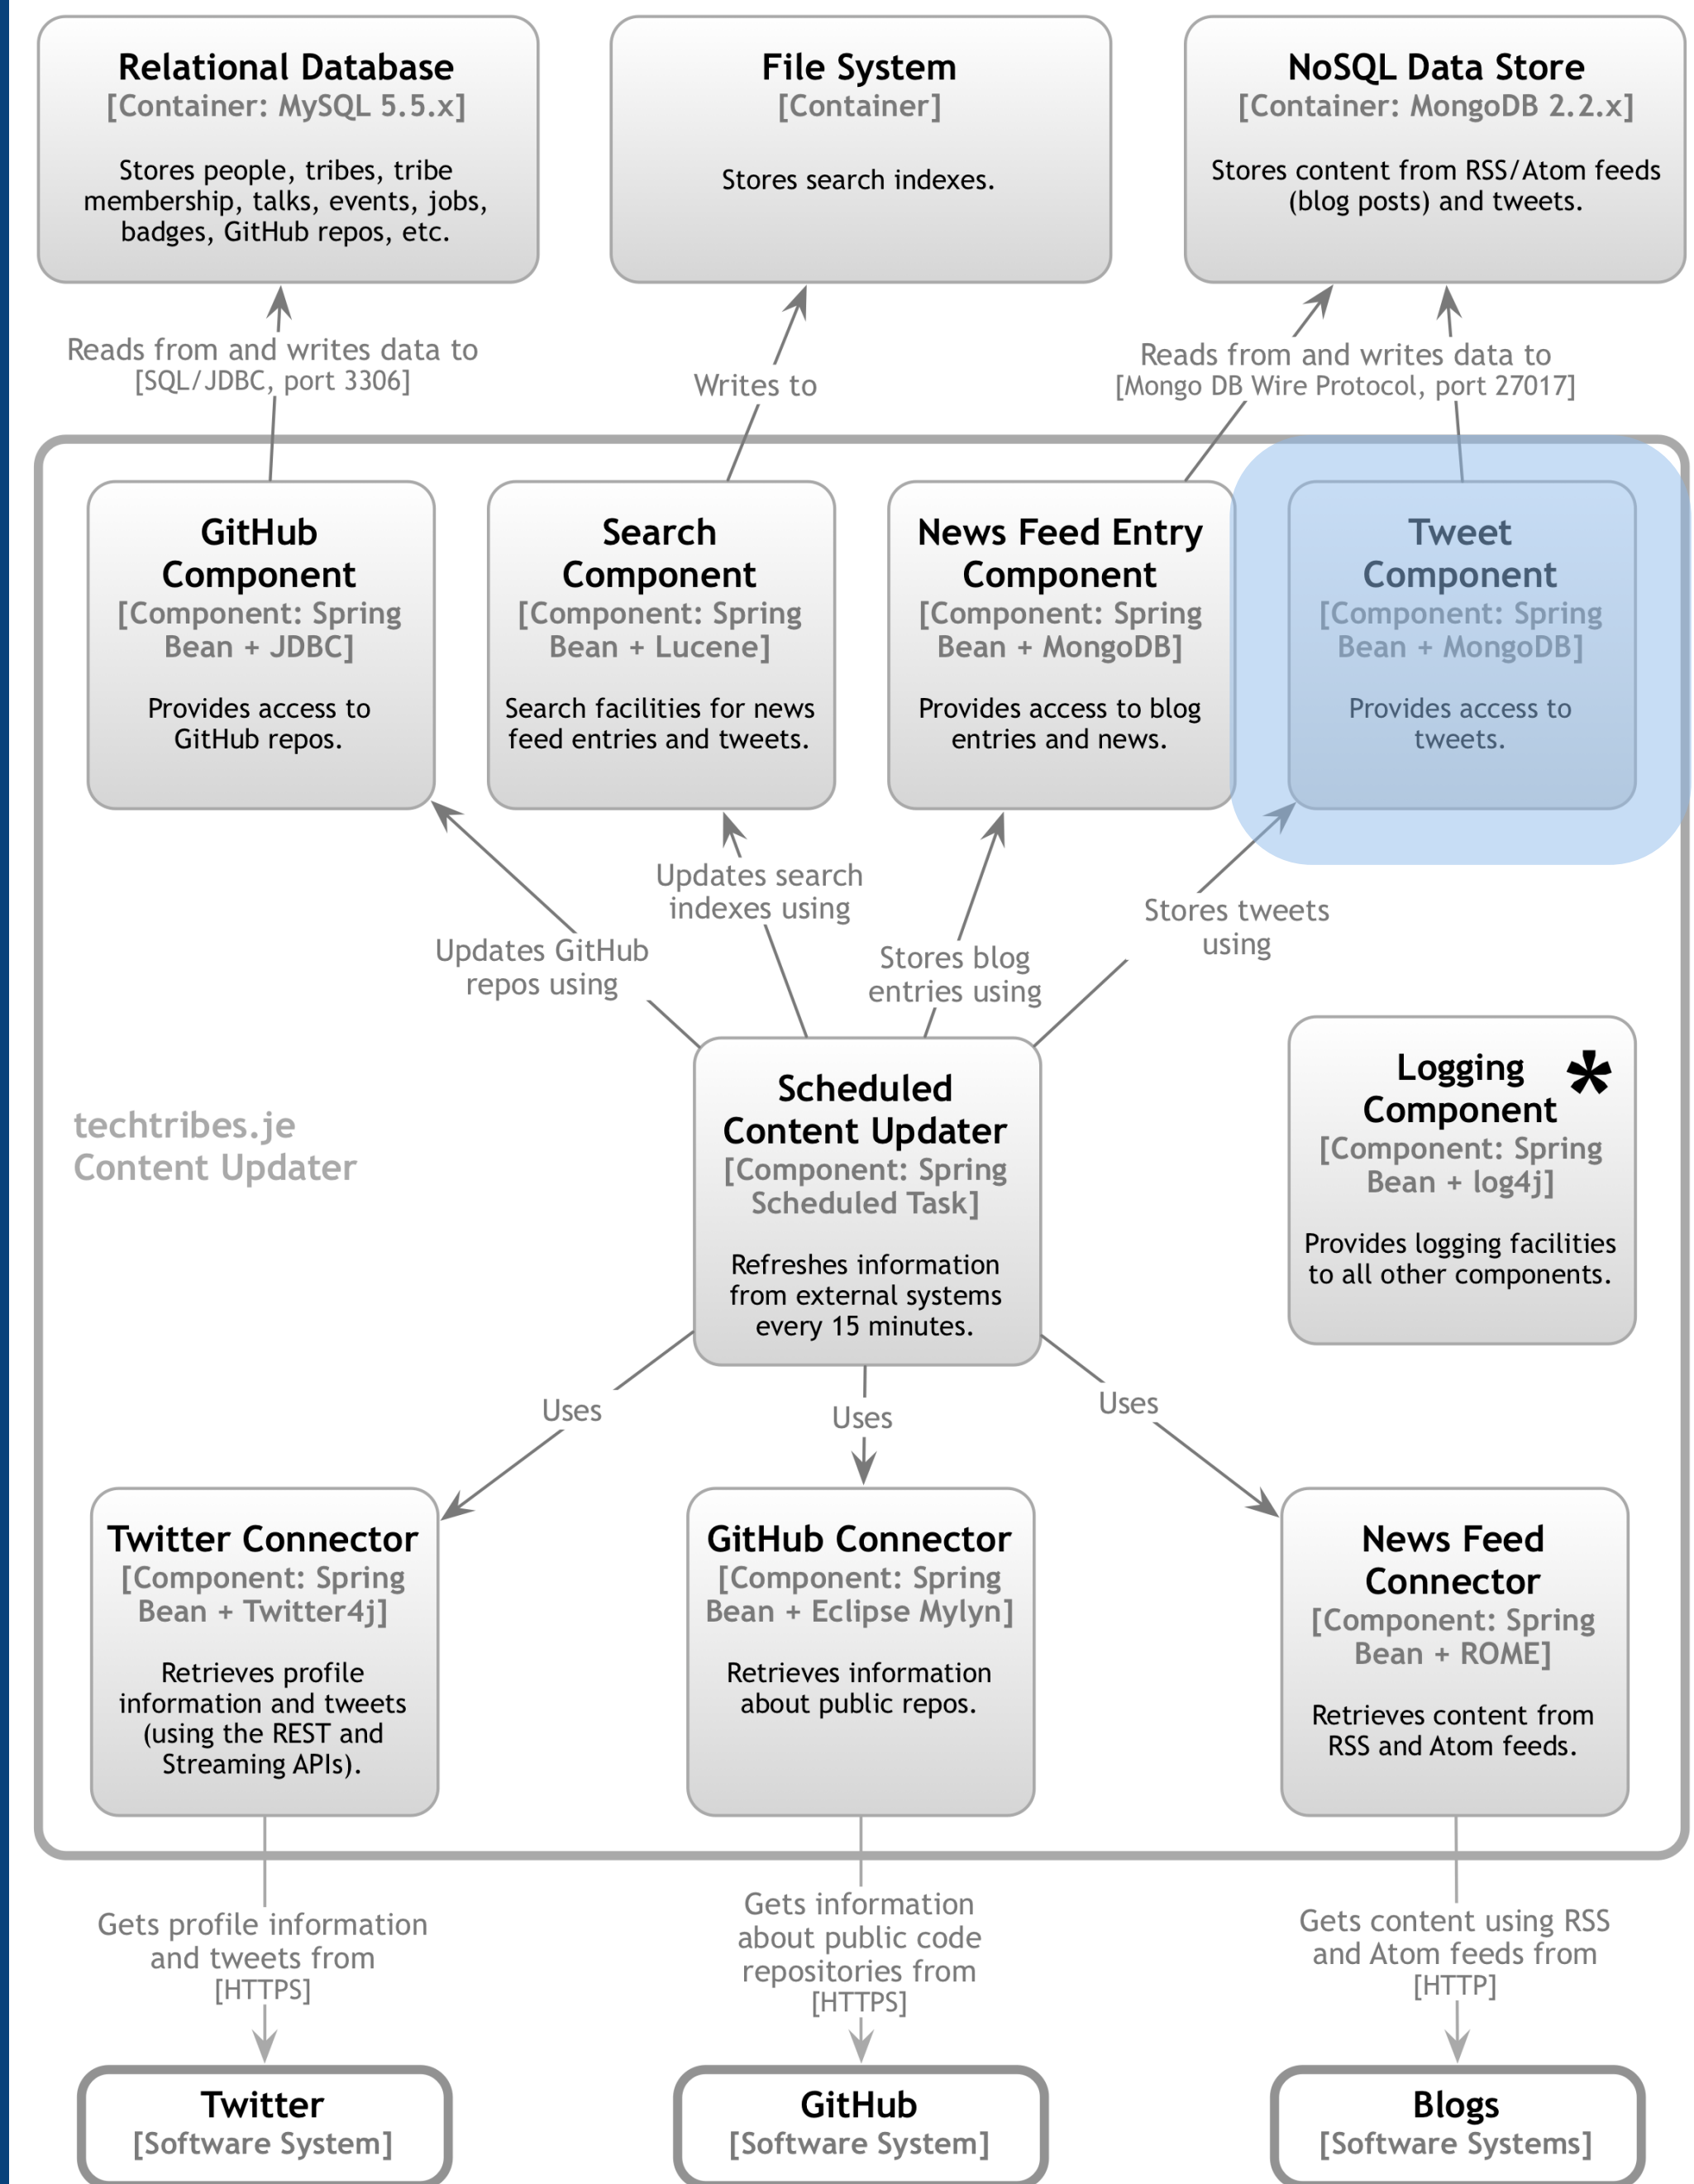 Relational Database
[Container: MySQL 5.5.x]
Stores people, tribes, tribe
membership, talks, events, jobs,
badges, GitHub repos, etc.
File System
[Container]
Stores search indexes.
NoSQL Data Store
[Container: MongoDB 2.2.x]
Stores content from RSS/Atom feeds
(blog posts) and tweets.
Reads from and writes data to
[SQL/JDBC, port 3306]
Writes to
Reads from and writes data to
[Mongo DB Wire Protocol, port 27017]
GitHub
Component
[Component: Spring
Bean + JDBC]
Provides access to
GitHub repos.
Search
Component
[Component: Spring
Bean + Lucene]
Search facilities for news
feed entries and tweets.
News Feed Entry
Component
[Component: Spring
Bean + MongoDB]
Provides access to blog
entries and news.
Tweet
Component
[Component: Spring
Bean + MongoDB]
Provides access to
tweets.
Updates GitHub
repos using
Updates search
indexes using
Stores blog
entries using
Stores tweets
using
techtribes.je
Content Updater
Scheduled
Content Updater
[Component: Spring
Scheduled Task]
Refreshes information
from external systems
every 15 minutes.
Logging *
Component
[Component: Spring
Bean + log4j]
Provides logging facilities
to all other components.
Uses
Uses
Uses
Twitter Connector
[Component: Spring
Bean + Twitter4j]
Retrieves profile
information and tweets
(using the REST and
Streaming APIs).
GitHub Connector
[Component: Spring
Bean + Eclipse Mylyn]
Retrieves information
about public repos.
News Feed
Connector
[Component: Spring
Bean + ROME]
Retrieves content from
RSS and Atom feeds.
Gets profile information
and tweets from
[HTTPS]
Gets information
about public code
repositories from
[HTTPS]
Gets content using RSS
and Atom feeds from
[HTTP]
Twitter
[Software System]
GitHub
[Software System]
Blogs
[Software Systems]